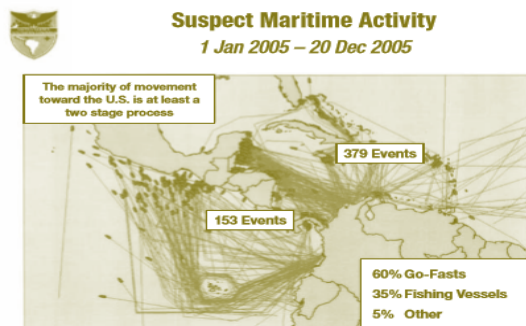 Suspect Maritime Activity
1 Jan 2005 – 20 Dec 2005
The majority of movement
toward the U.S. is at least a
two stage process
379 Events
153 Events
60% Go-Fasts
35% Fishing Vessels
5% Other